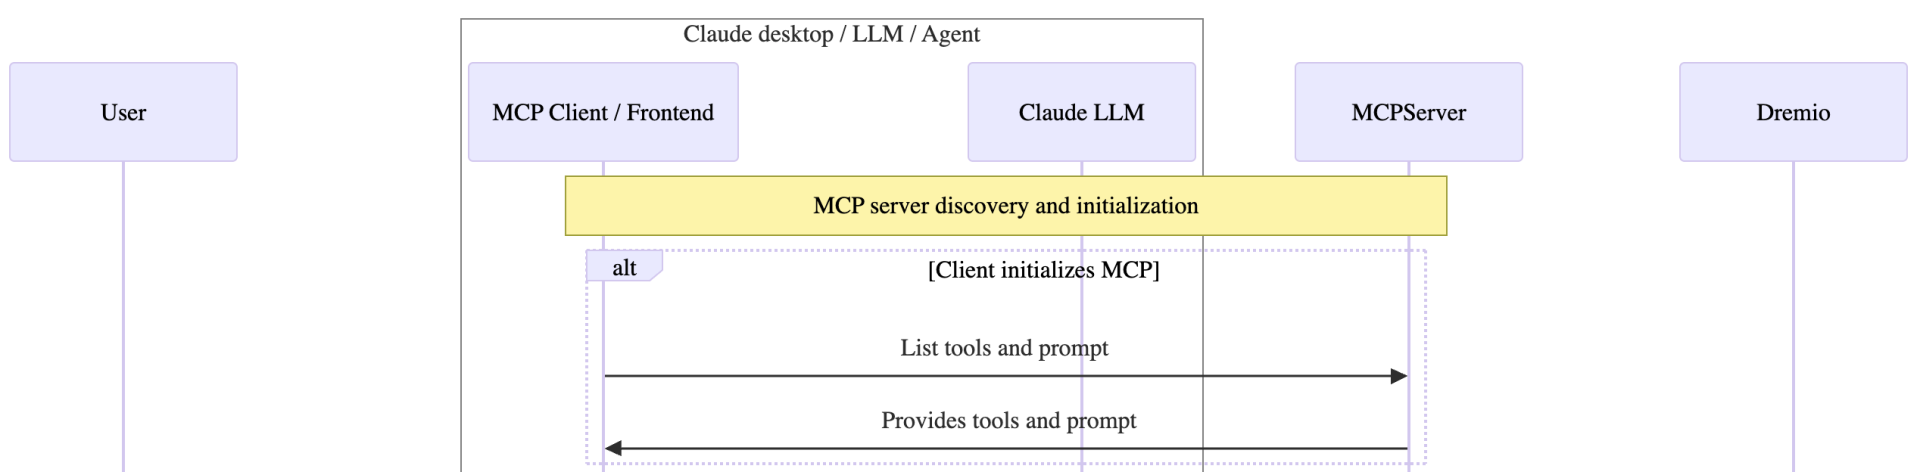 Claude desktop / LLM / Agent
User
MCP Client / Frontend
Claude LLM
MCPServer
Dremio
MCP server discovery and initialization
alt
[Client initializes MCP]
List tools and prompt
Provides tools and prompt